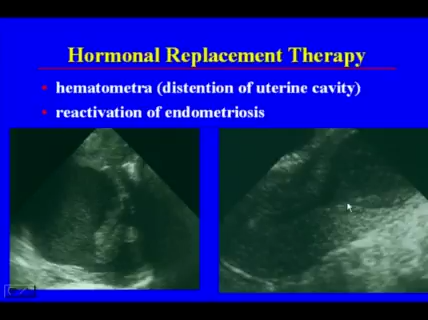 Hormonal Replacement Therapy
hematometra (distention of uterine cavity)
reactivation of endometriosis